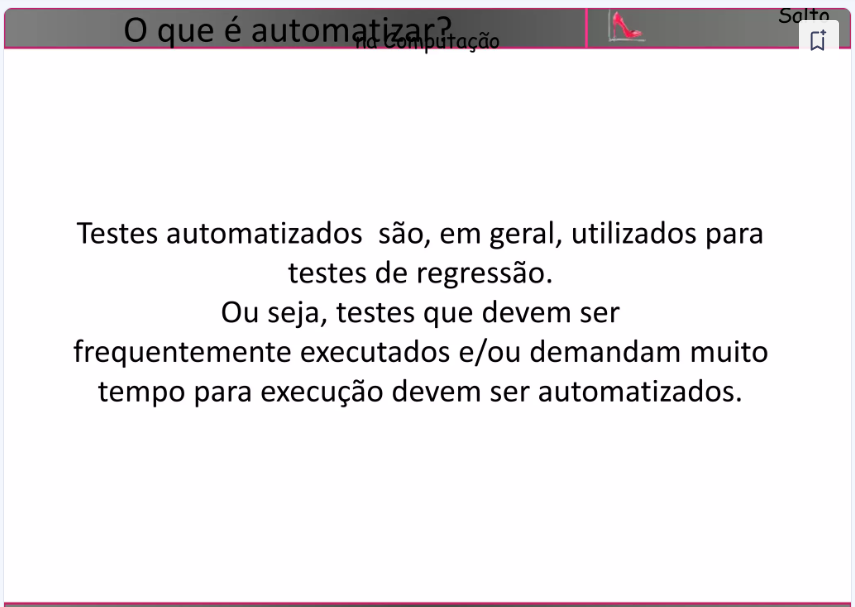 O que é automatizar?
Salto
na Computação
Testes automatizados  são, em geral, utilizados para
testes de regressão.
Ou seja, testes que devem ser
frequentemente executados e/ou demandam muito
tempo para execução devem ser automatizados.